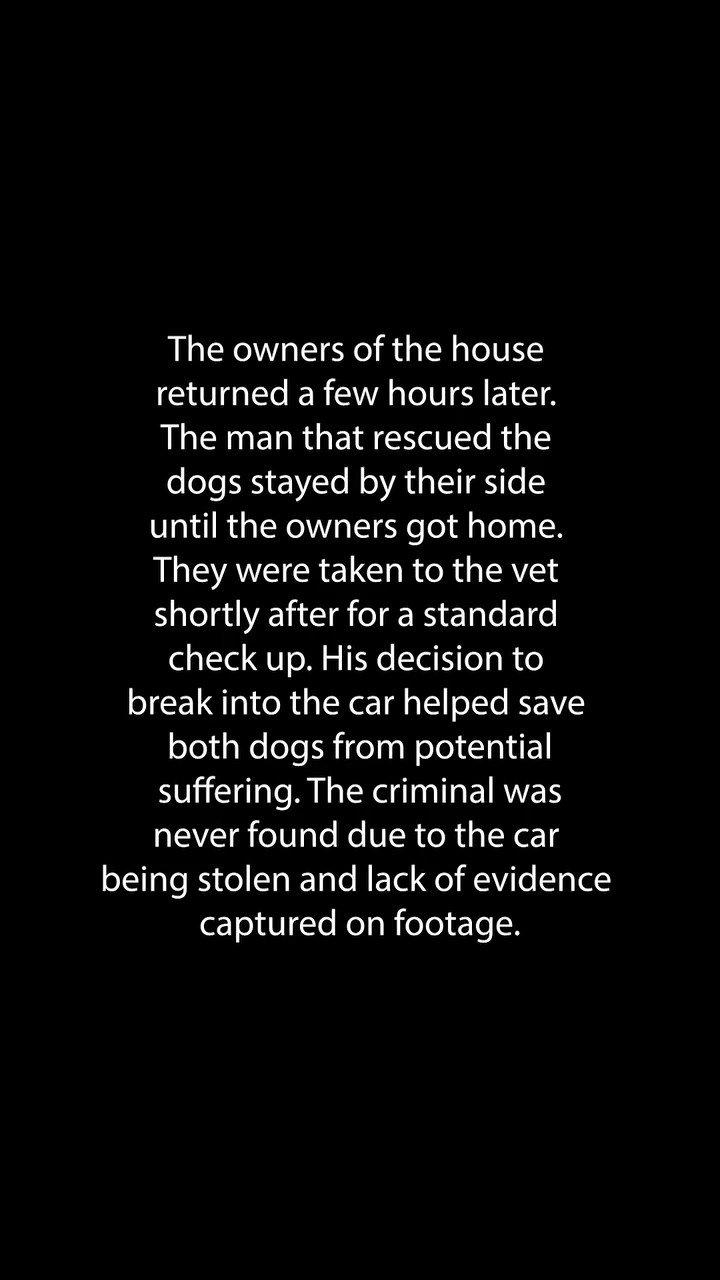 The owners of the house
returned a few hours later.
The man that rescued the
dogs stayed by their side
until the owners got home.
They were taken to the vet
shortly after for a standard
check up. His decision to
break into the car helped save
both dogs from potential
suffering. The criminal was
never found due to the car
being stolen and lack of evidence
captured on footage.